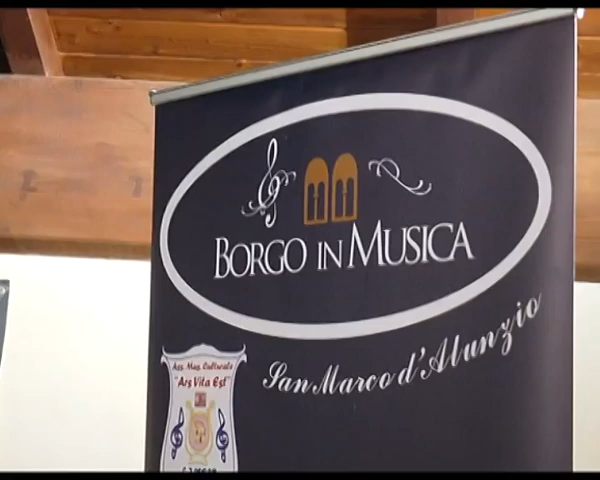 BORGO IN MUSICA
San Marco d'Alunzio
Ass. Mus. Culturale
"Ars Vita Est"